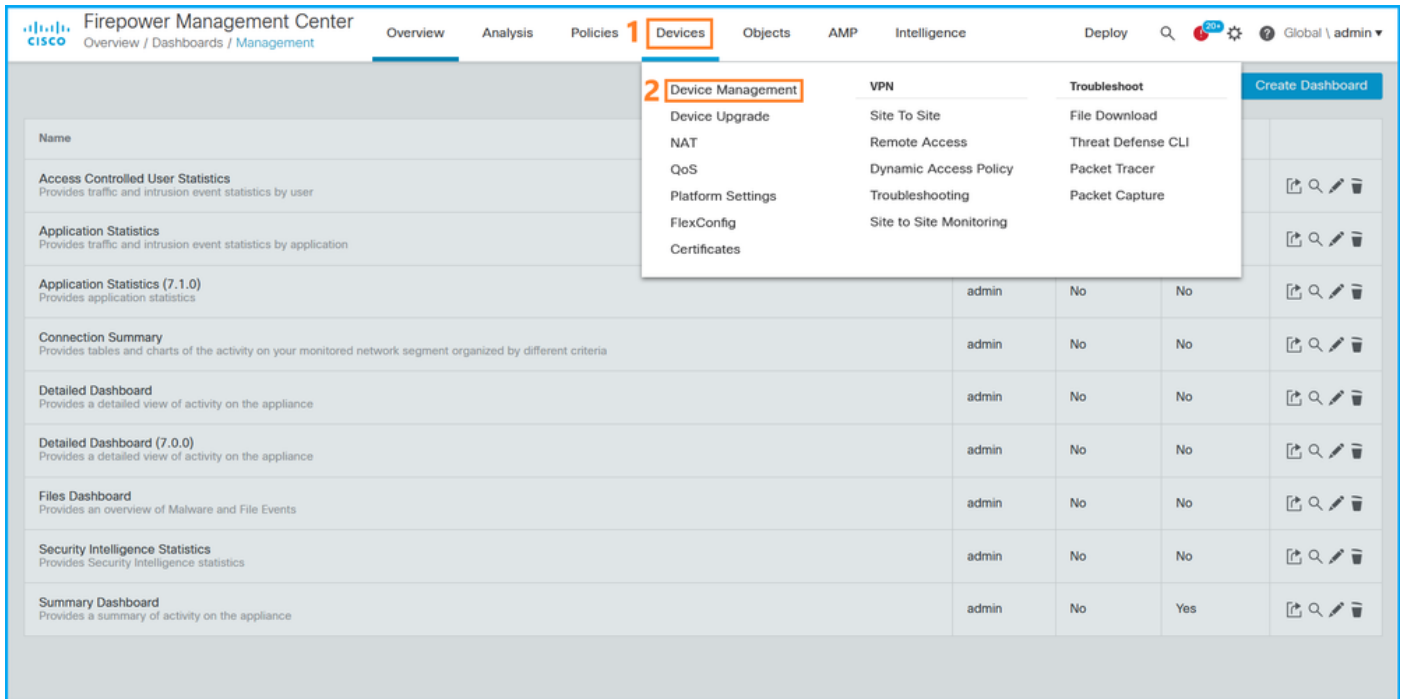 CISCO
Firepower Management Center
Overview / Dashboards / Management
Overview Analysis Policies 1 Devices Objects AMP Intelligence Deploy 20+ Global \ admin
2 Device Management
Device Upgrade
NAT
QoS
Platform Settings
FlexConfig
Certificates
VPN
Site To Site
Remote Access
Dynamic Access Policy
Troubleshooting
Site to Site Monitoring
Troubleshoot
File Download
Threat Defense CLI
Packet Tracer
Packet Capture
Create Dashboard
Name
Access Controlled User Statistics
Provides traffic and intrusion event statistics by user
Application Statistics
Provides traffic and intrusion event statistics by application
Application Statistics (7.1.0) admin No No
Provides application statistics
Connection Summary admin No No
Provides tables and charts of the activity on your monitored network segment organized by different criteria
Detailed Dashboard admin No No
Provides a detailed view of activity on the appliance
Detailed Dashboard (7.0.0) admin No No
Provides a detailed view of activity on the appliance
Files Dashboard admin No No
Provides an overview of Malware and File Events
Security Intelligence Statistics admin No No
Provides Security Intelligence statistics
Summary Dashboard admin No Yes
Provides a summary of activity on the appliance